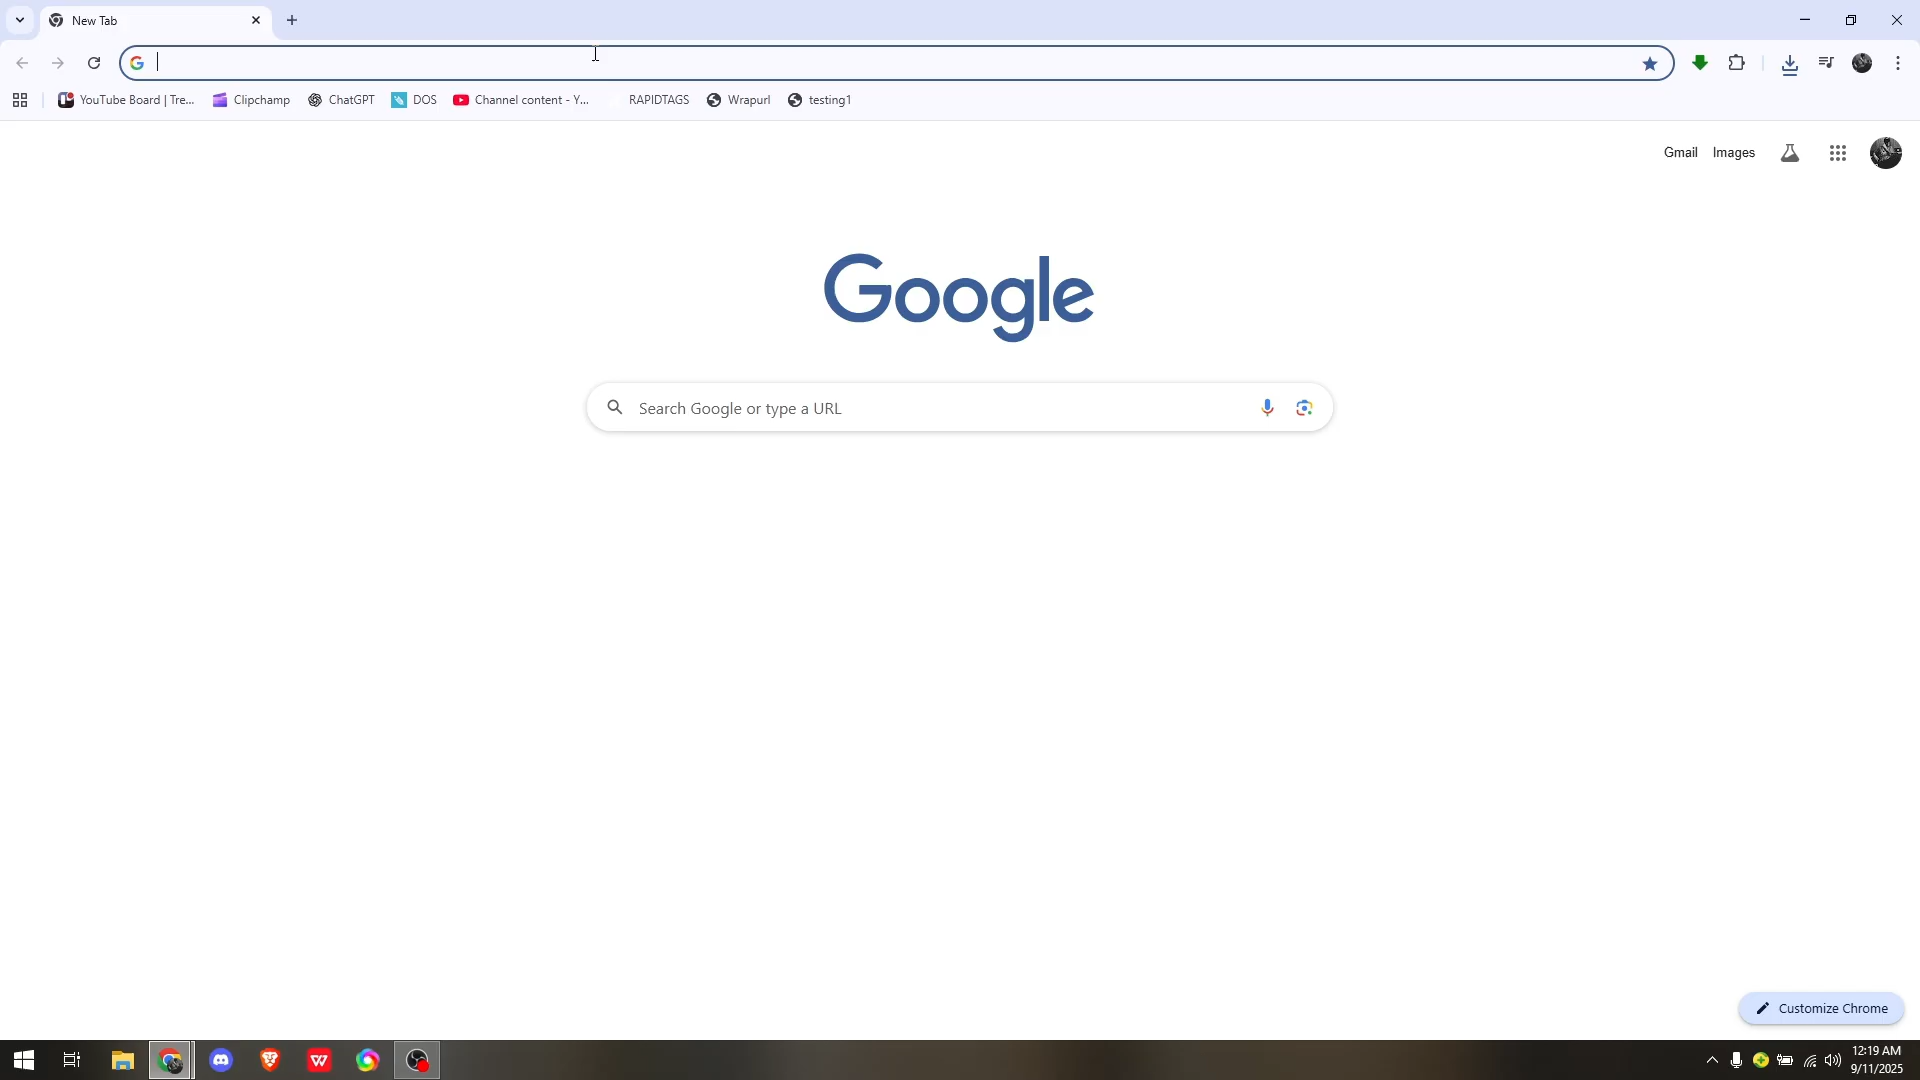 New Tab
YouTube Board | Tre...
Clipchamp
ChatGPT
DOS
Channel content - Y...
RAPIDTAGS
Wrapurl
testing1
Gmail
Images
Google
Search Google or type a URL
Customize Chrome
12:19 AM
9/11/2025